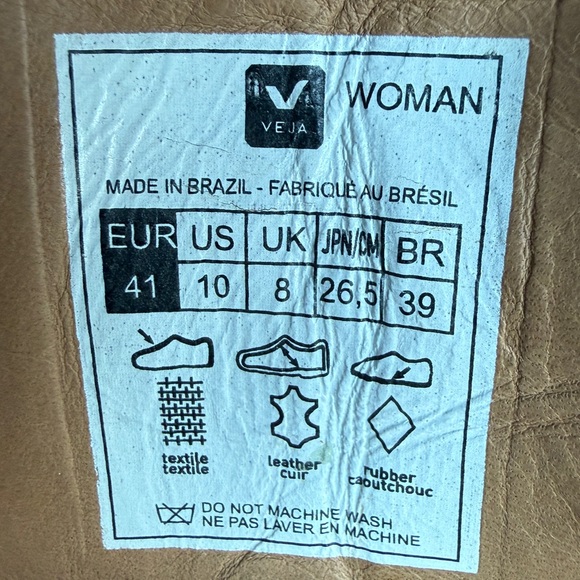 VEJA
WOMAN
MADE IN BRAZIL - FABRIQUÉ AU BRÉSIL
EUR US UK JPN/CM BR
41 10 8 26,5 39
textile leather rubber
textile cuir caoutchouc
DO NOT MACHINE WASH
NE PAS LAVER EN MACHINE